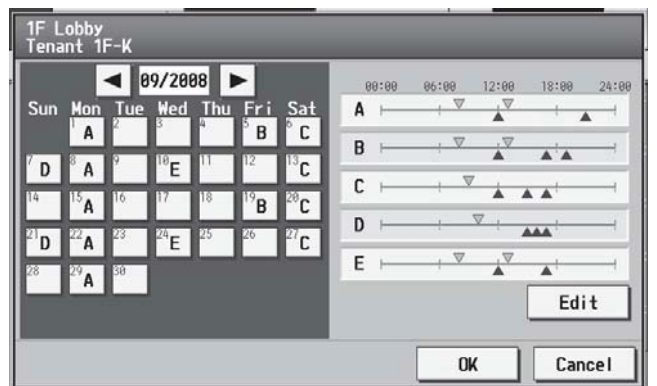 1F Lobby
Tenant 1F-K
09/2008
Sun Mon Tue Wed Thu Fri Sat
1 A 2 3 4 5 B 6 C
7 D 8 A 9 10 E 11 12 13 C
14 15 A 16 17 18 19 B 20 C
21 D 22 A 23 24 E 25 26 27 C
28 29 A 30
00:00 06:00 12:00 18:00 24:00
A
B
C
D
E
Edit
OK Cancel